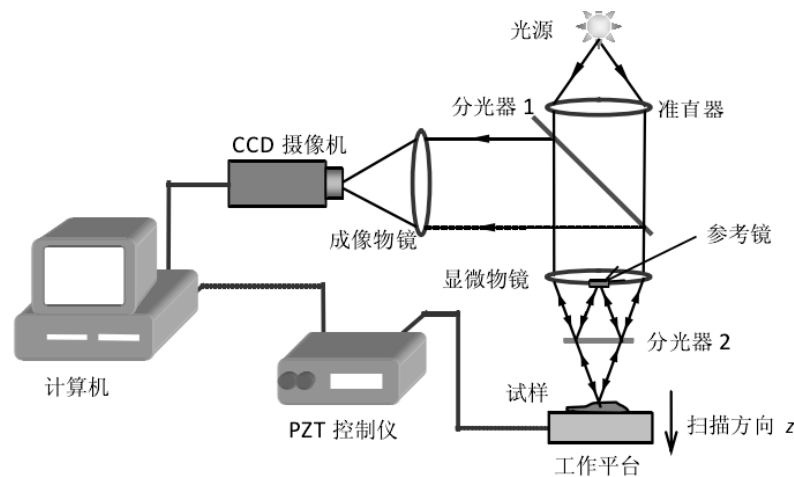 光源
分光器 1
准直器
CCD 摄像机
成像物镜
参考镜
显微物镜
分光器 2
计算机
试样
PZT 控制仪
扫描方向 z
工作平台